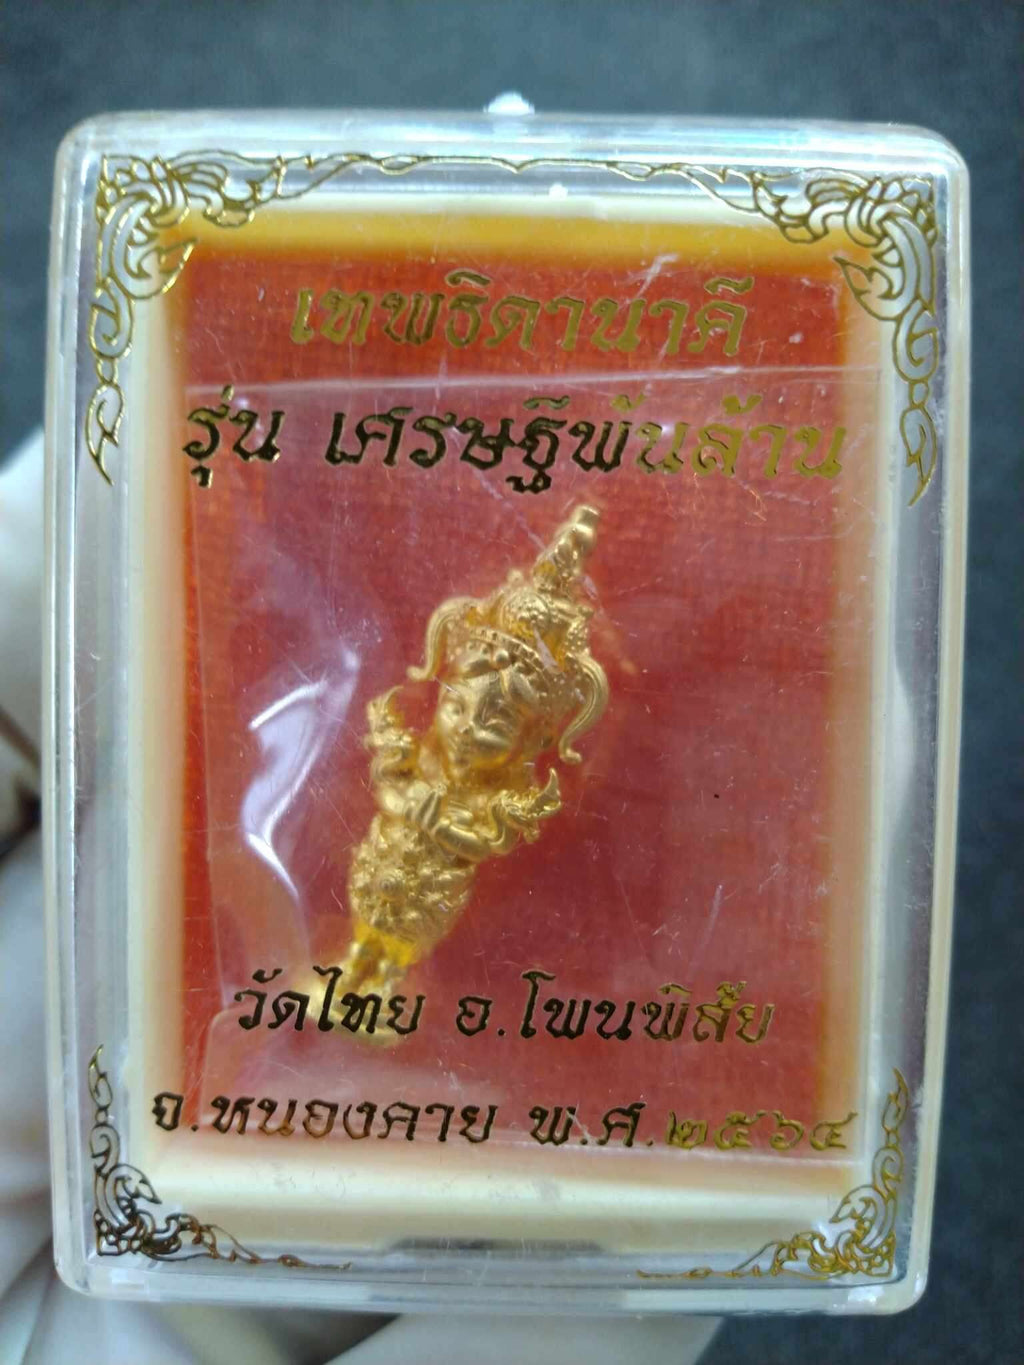 เทพธิดานาคี
รุ่น เศรษฐีพันล้าน
วัดไทย อ.โพนพิสัย
จ.หนองคาย พ.ศ.๒๕๖๔